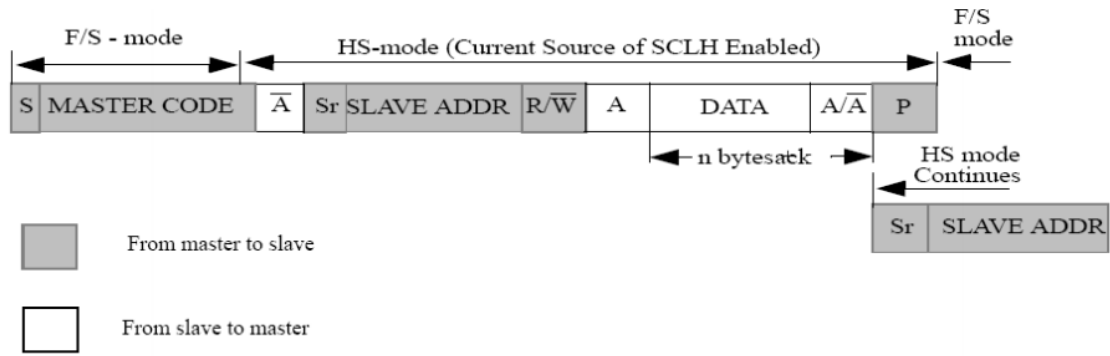 F/S - mode
HS-mode (Current Source of SCLH Enabled)
F/S
mode
S MASTER CODE A̅ Sr SLAVE ADDR R/W̅ A DATA A/A̅ P
n bytes
HS mode
Continues
Sr SLAVE ADDR
From master to slave
From slave to master